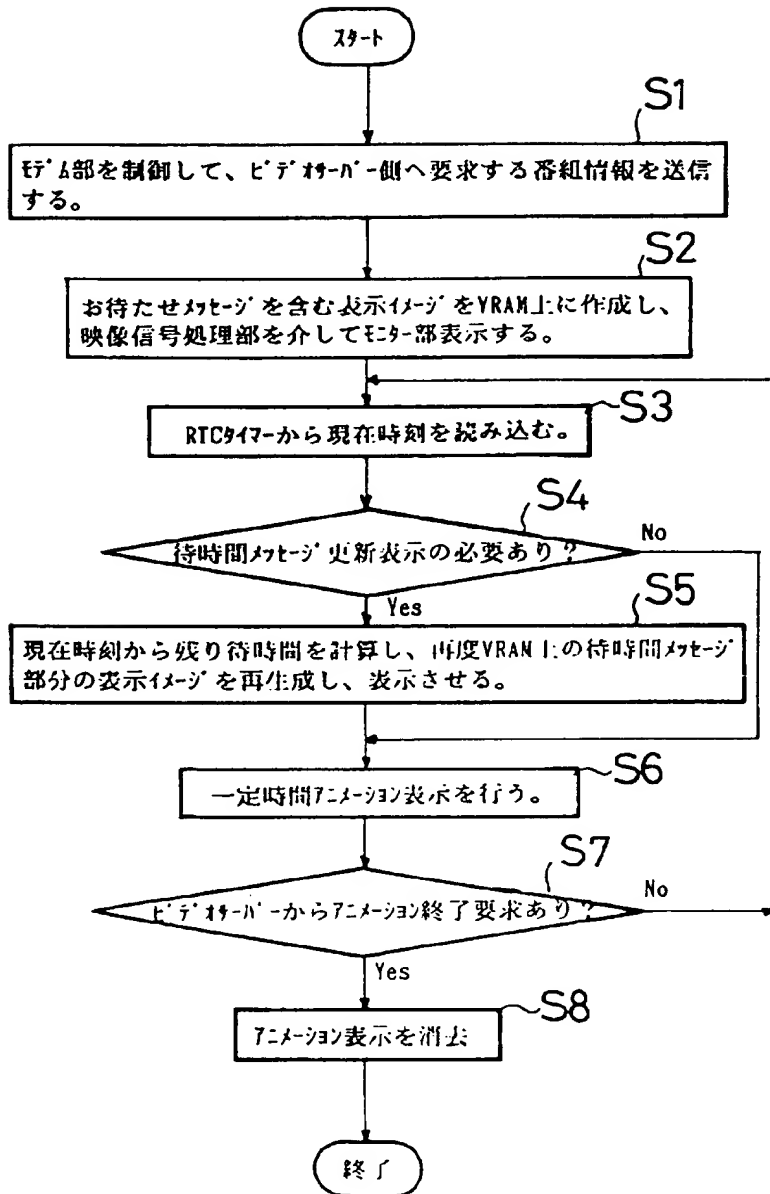 スタート
S1
ﾓﾃﾞﾑ部を制御して、ﾋﾞﾃﾞｵｻｰﾊﾞｰ側へ要求する番組情報を送信
する。
S2
お待たせﾒｯｾｰｼﾞを含む表示ｲﾒｰｼﾞをVRAM上に作成し、
映像信号処理部を介してﾓﾆﾀｰ部表示する。
S3
RTCﾀｲﾏｰから現在時刻を読み込む。
S4
待時間ﾒｯｾｰｼﾞ更新表示の必要あり?
No
Yes
S5
現在時刻から残り待時間を計算し、再度VRAM上の待時間ﾒｯｾｰｼﾞ
部分の表示ｲﾒｰｼﾞを再生成し、表示させる。
S6
一定時間ｱﾆﾒｰｼｮﾝ表示を行う。
S7
ﾋﾞﾃﾞｵｻｰﾊﾞｰからｱﾆﾒｰｼｮﾝ終了要求あり?
No
Yes
S8
ｱﾆﾒｰｼｮﾝ表示を消去
終了